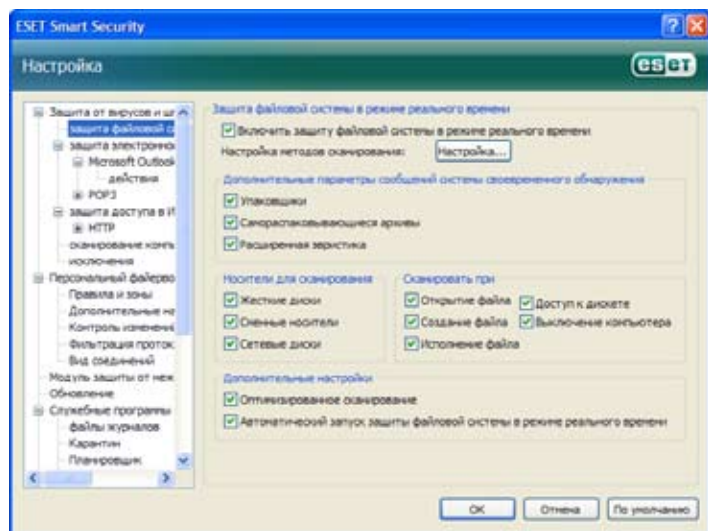 ESET Smart Security
Настройка
eset
Защита от вирусов и шп
защита файловой с
защита электронно
Microsoft Outlook
действия
POP3
защита доступа в И
HTTP
сканирование компь
исключения
Персональный файерво
Правила и зоны
Дополнительные на
Контроль изменени
Фильтрация проток
Вид соединений
Модуль защиты от неж
Обновление
Служебные программы
файлы журналов
Карантин
Планировщик
Защита файловой системы в режиме реального времени
Включить защиту файловой системы в режиме реального времени
Настройка методов сканирования: Настройка...
Дополнительные параметры сообщений системы своевременного обнаружения
Упаковщики
Самораспаковывающиеся архивы
Расширенная эвристика
Носители для сканирования
Жесткие диски
Сменные носители
Сетевые диски
Сканировать при
Открытие файла
Доступ к дискете
Создание файла
Выключение компьютера
Исполнение файла
Дополнительные настройки
Оптимизированное сканирование
Автоматический запуск защиты файловой системы в режиме реального времени
OK
Отмена
По умолчанию